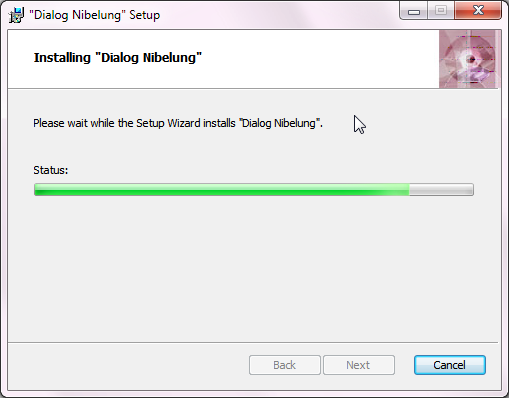 "Dialog Nibelung" Setup
Installing "Dialog Nibelung"
Please wait while the Setup Wizard installs "Dialog Nibelung".
Status:
Back Next Cancel